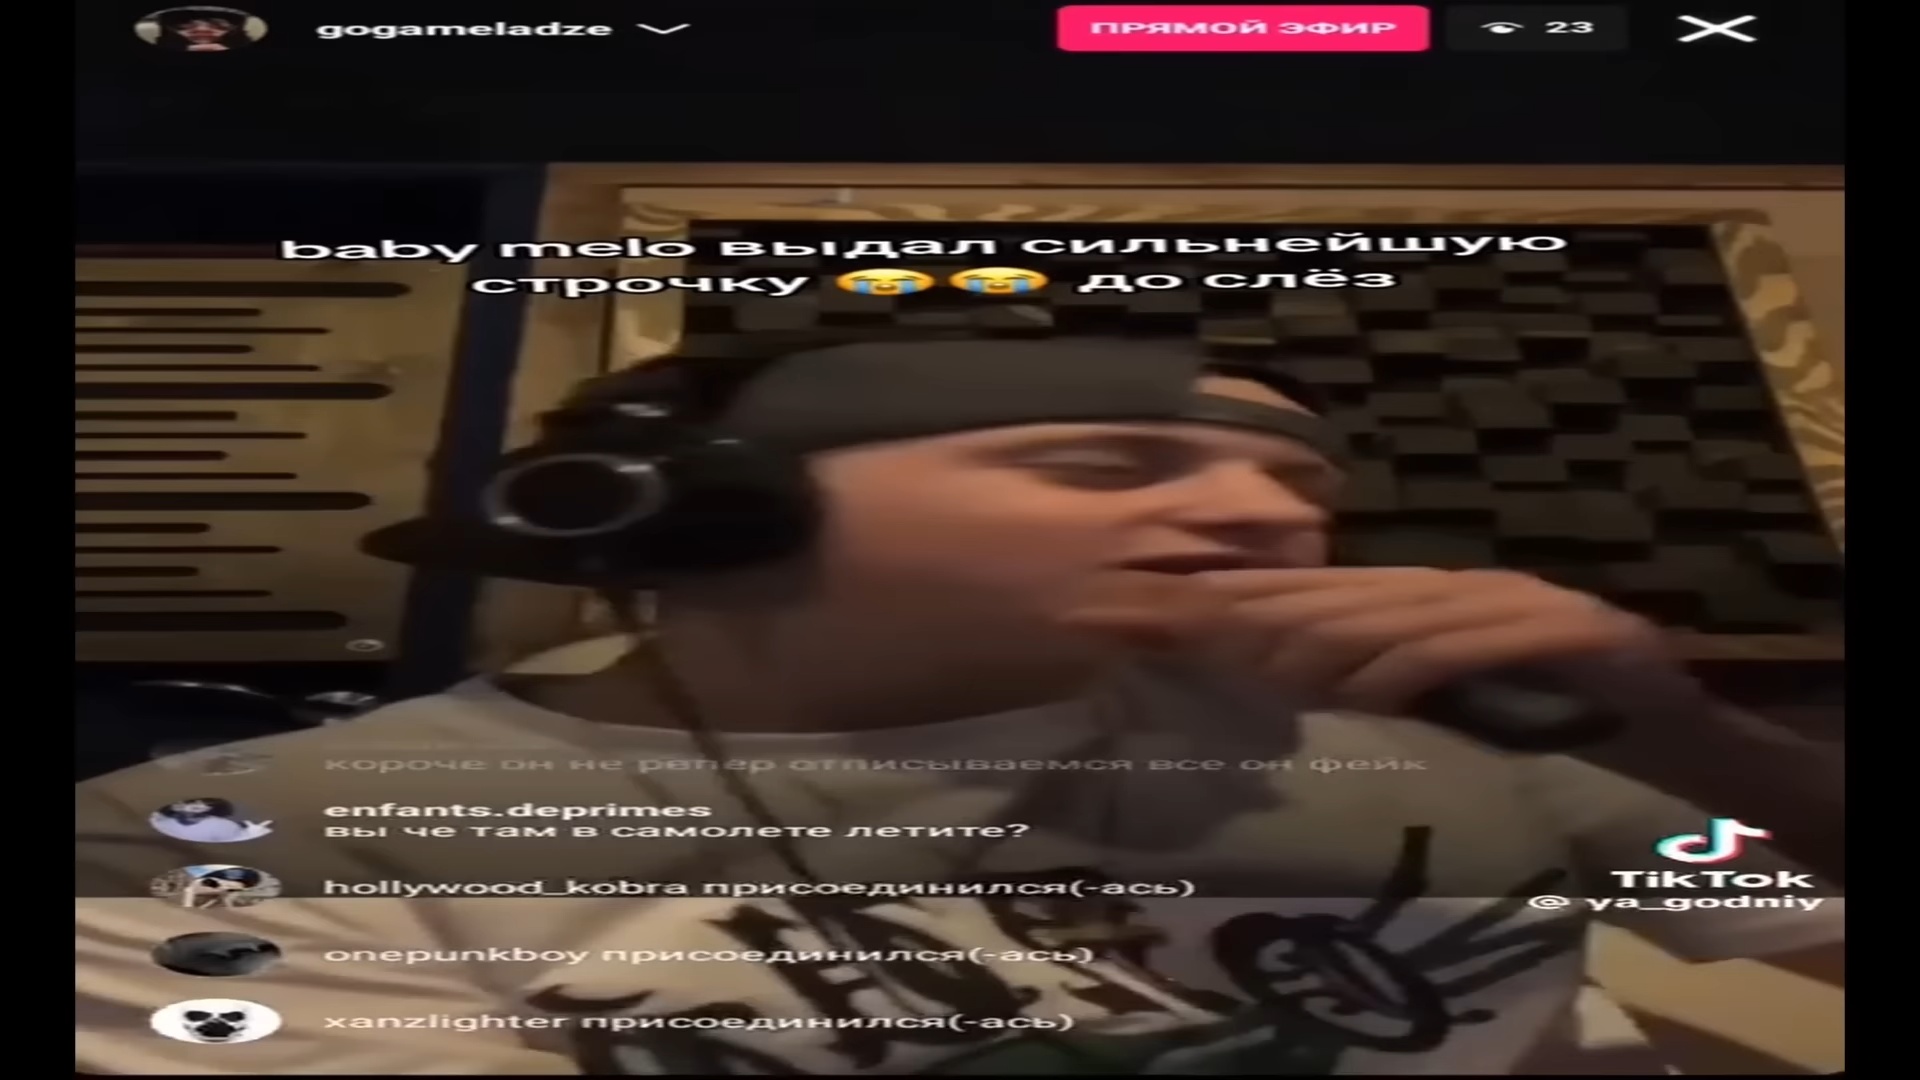 gogameladze
ПРЯМОЙ ЭФИР
23
baby melo выдал сильнейшую
строчку 😭😭 до слёз
короче он не репер отписываемся все он фейк
enfants.deprimes
вы че там в самолете летите?
hollywood_kobra присоединился(-ась)
TikTok
@ ya_godniy
onepunkboy присоединился(-ась)
xanzlighter присоединился(-ась)